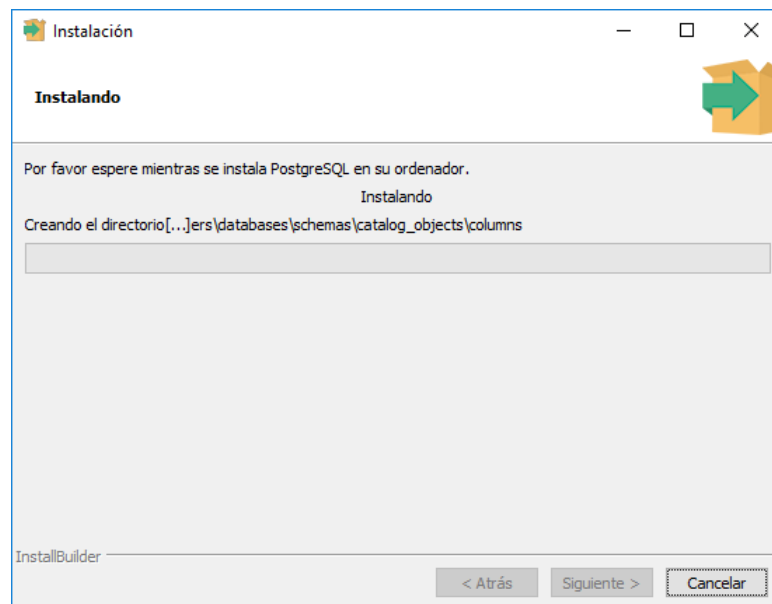 Instalación
Instalando
Por favor espere mientras se instala PostgreSQL en su ordenador.
Instalando
Creando el directorio[...]ers\databases\schemas\catalog_objects\columns
InstallBuilder
< Atrás
Siguiente >
Cancelar